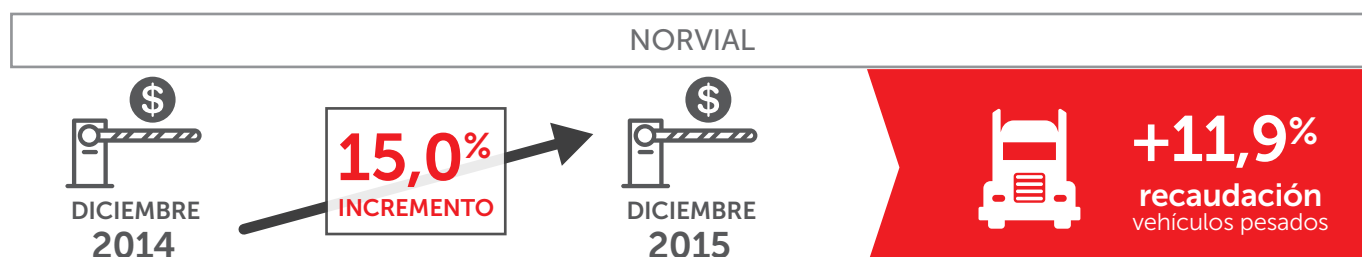 NORVIAL
$
DICIEMBRE
2014
15,0%
INCREMENTO
$
DICIEMBRE
2015
+11,9%
recaudación
vehículos pesados